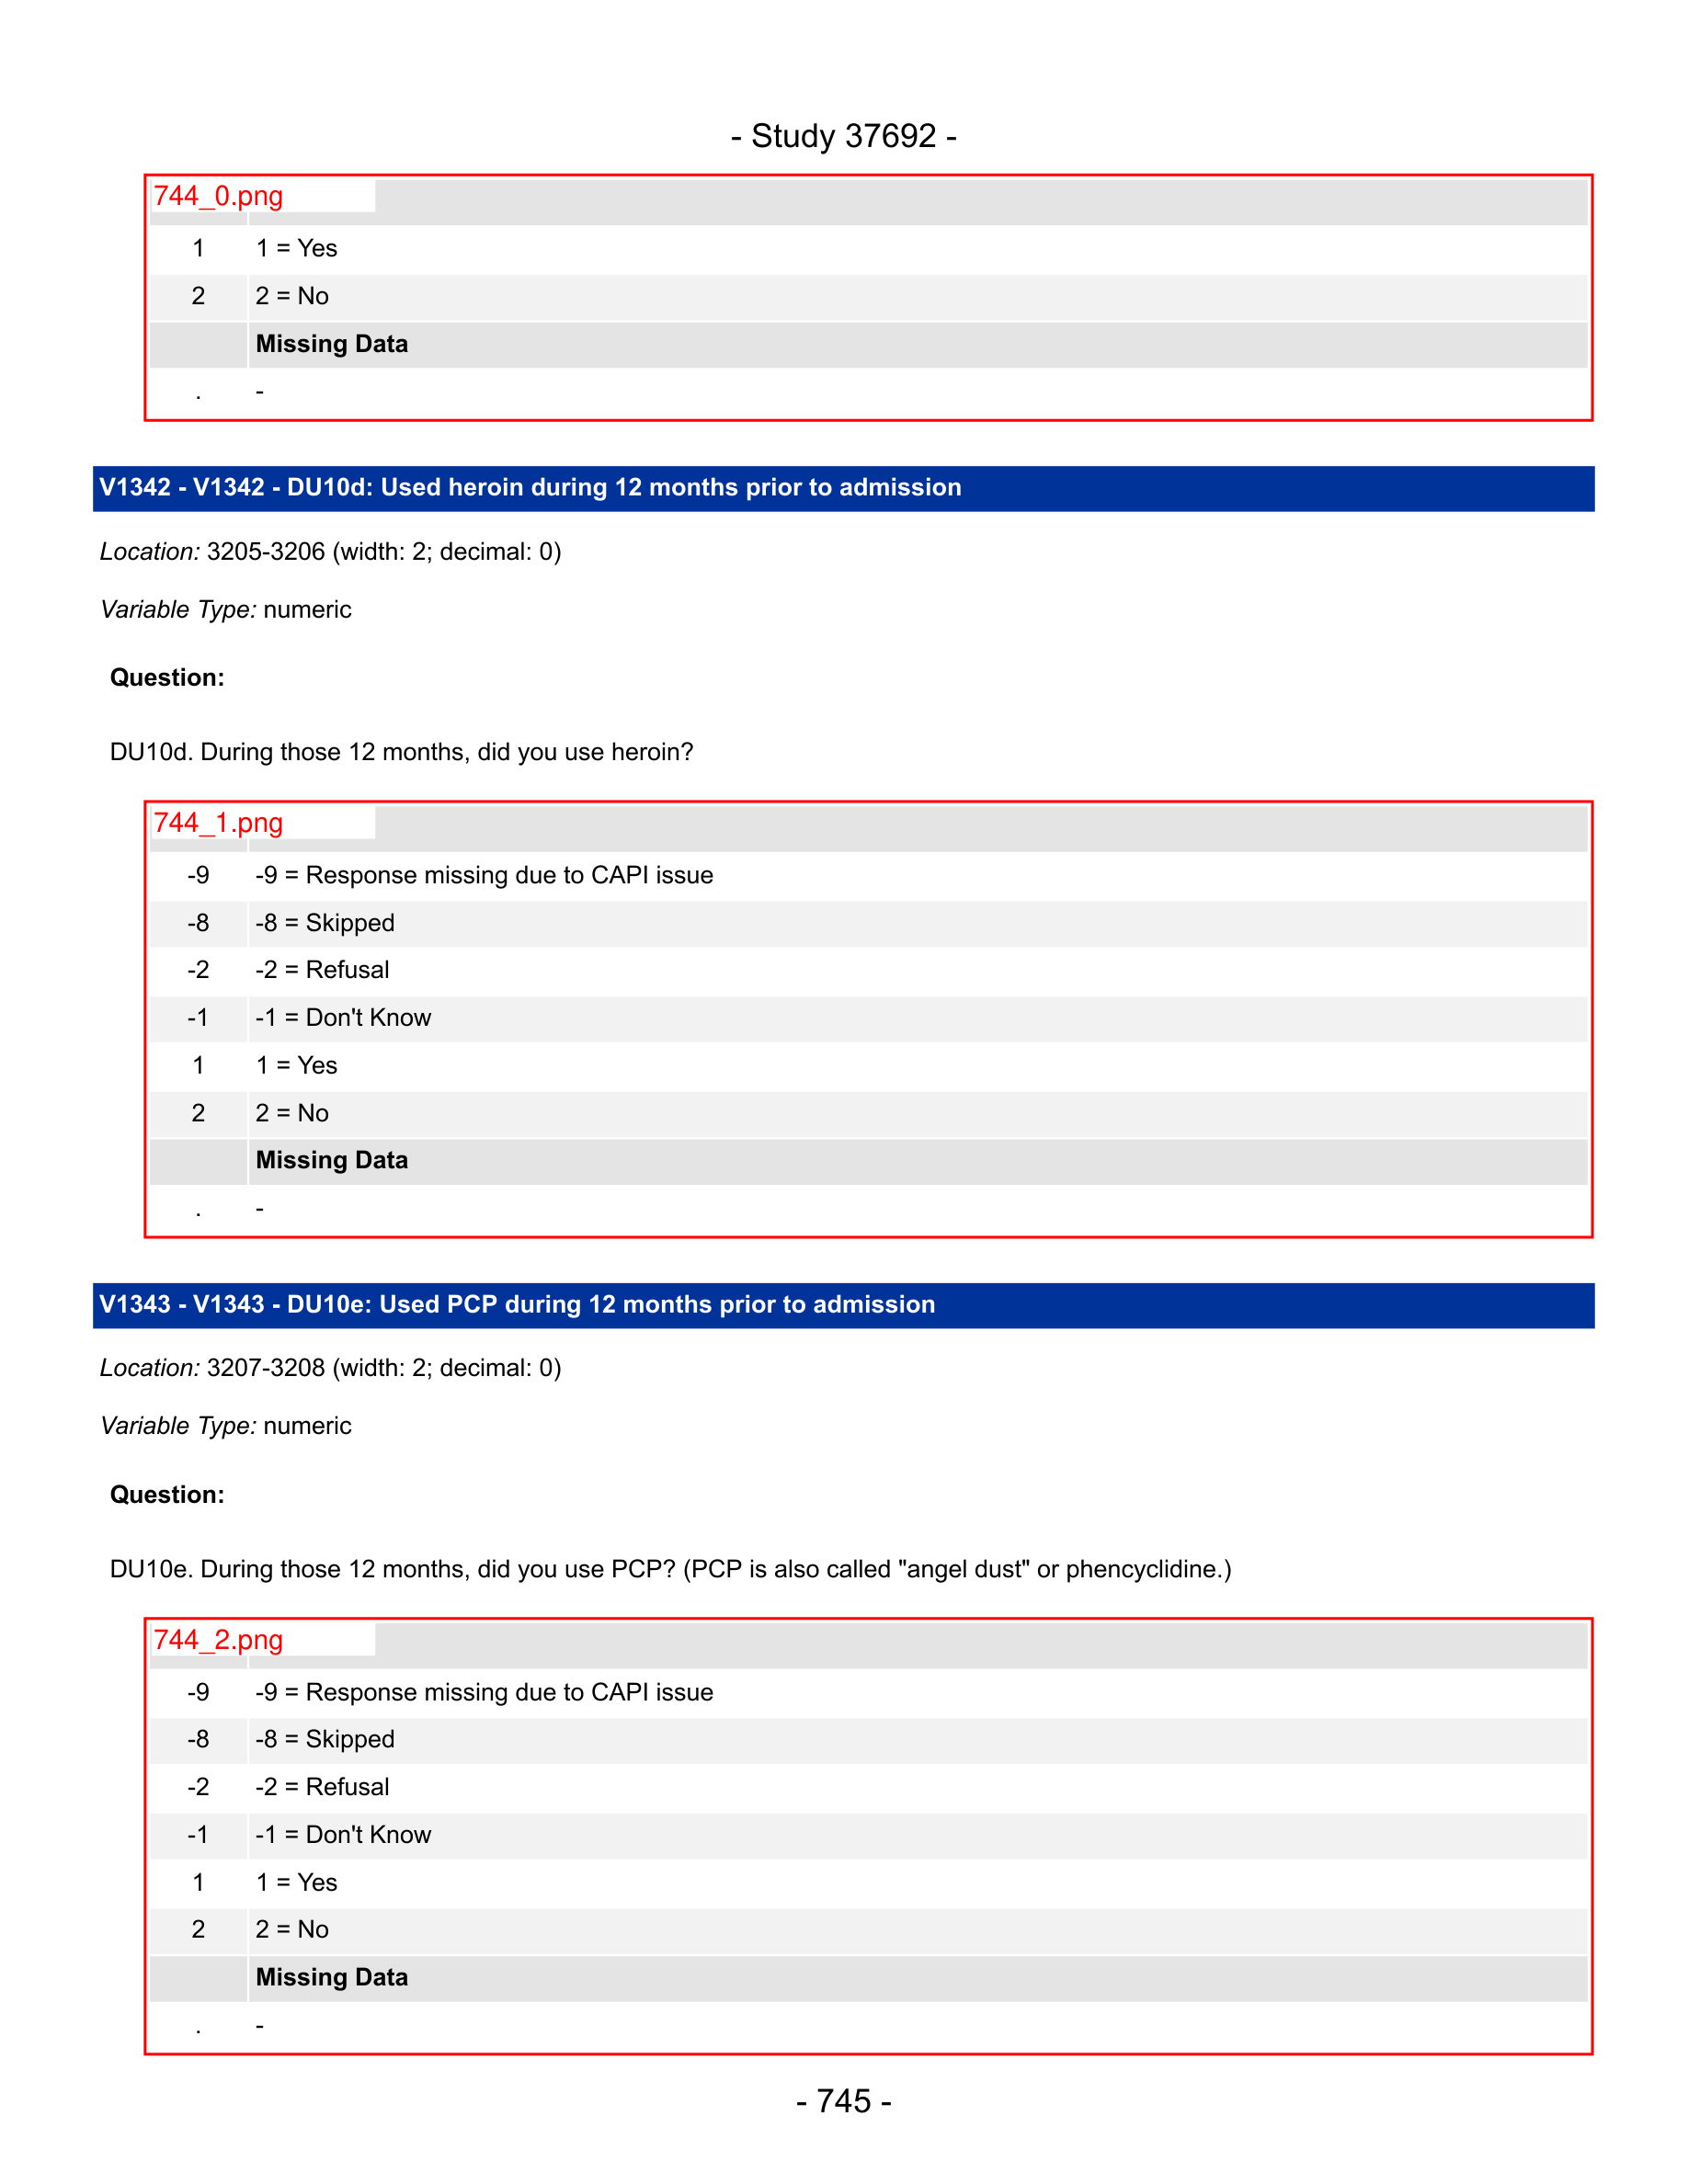 - Study 37692 -
744_0.png
1 1 = Yes
2 2 = No
Missing Data
. -
V1342 - V1342 - DU10d: Used heroin during 12 months prior to admission
Location: 3205-3206 (width: 2; decimal: 0)
Variable Type: numeric
Question:
DU10d. During those 12 months, did you use heroin?
744_1.png
-9 -9 = Response missing due to CAPI issue
-8 -8 = Skipped
-2 -2 = Refusal
-1 -1 = Don't Know
1 1 = Yes
2 2 = No
Missing Data
. -
V1343 - V1343 - DU10e: Used PCP during 12 months prior to admission
Location: 3207-3208 (width: 2; decimal: 0)
Variable Type: numeric
Question:
DU10e. During those 12 months, did you use PCP? (PCP is also called "angel dust" or phencyclidine.)
744_2.png
-9 -9 = Response missing due to CAPI issue
-8 -8 = Skipped
-2 -2 = Refusal
-1 -1 = Don't Know
1 1 = Yes
2 2 = No
Missing Data
. -
- 745 -